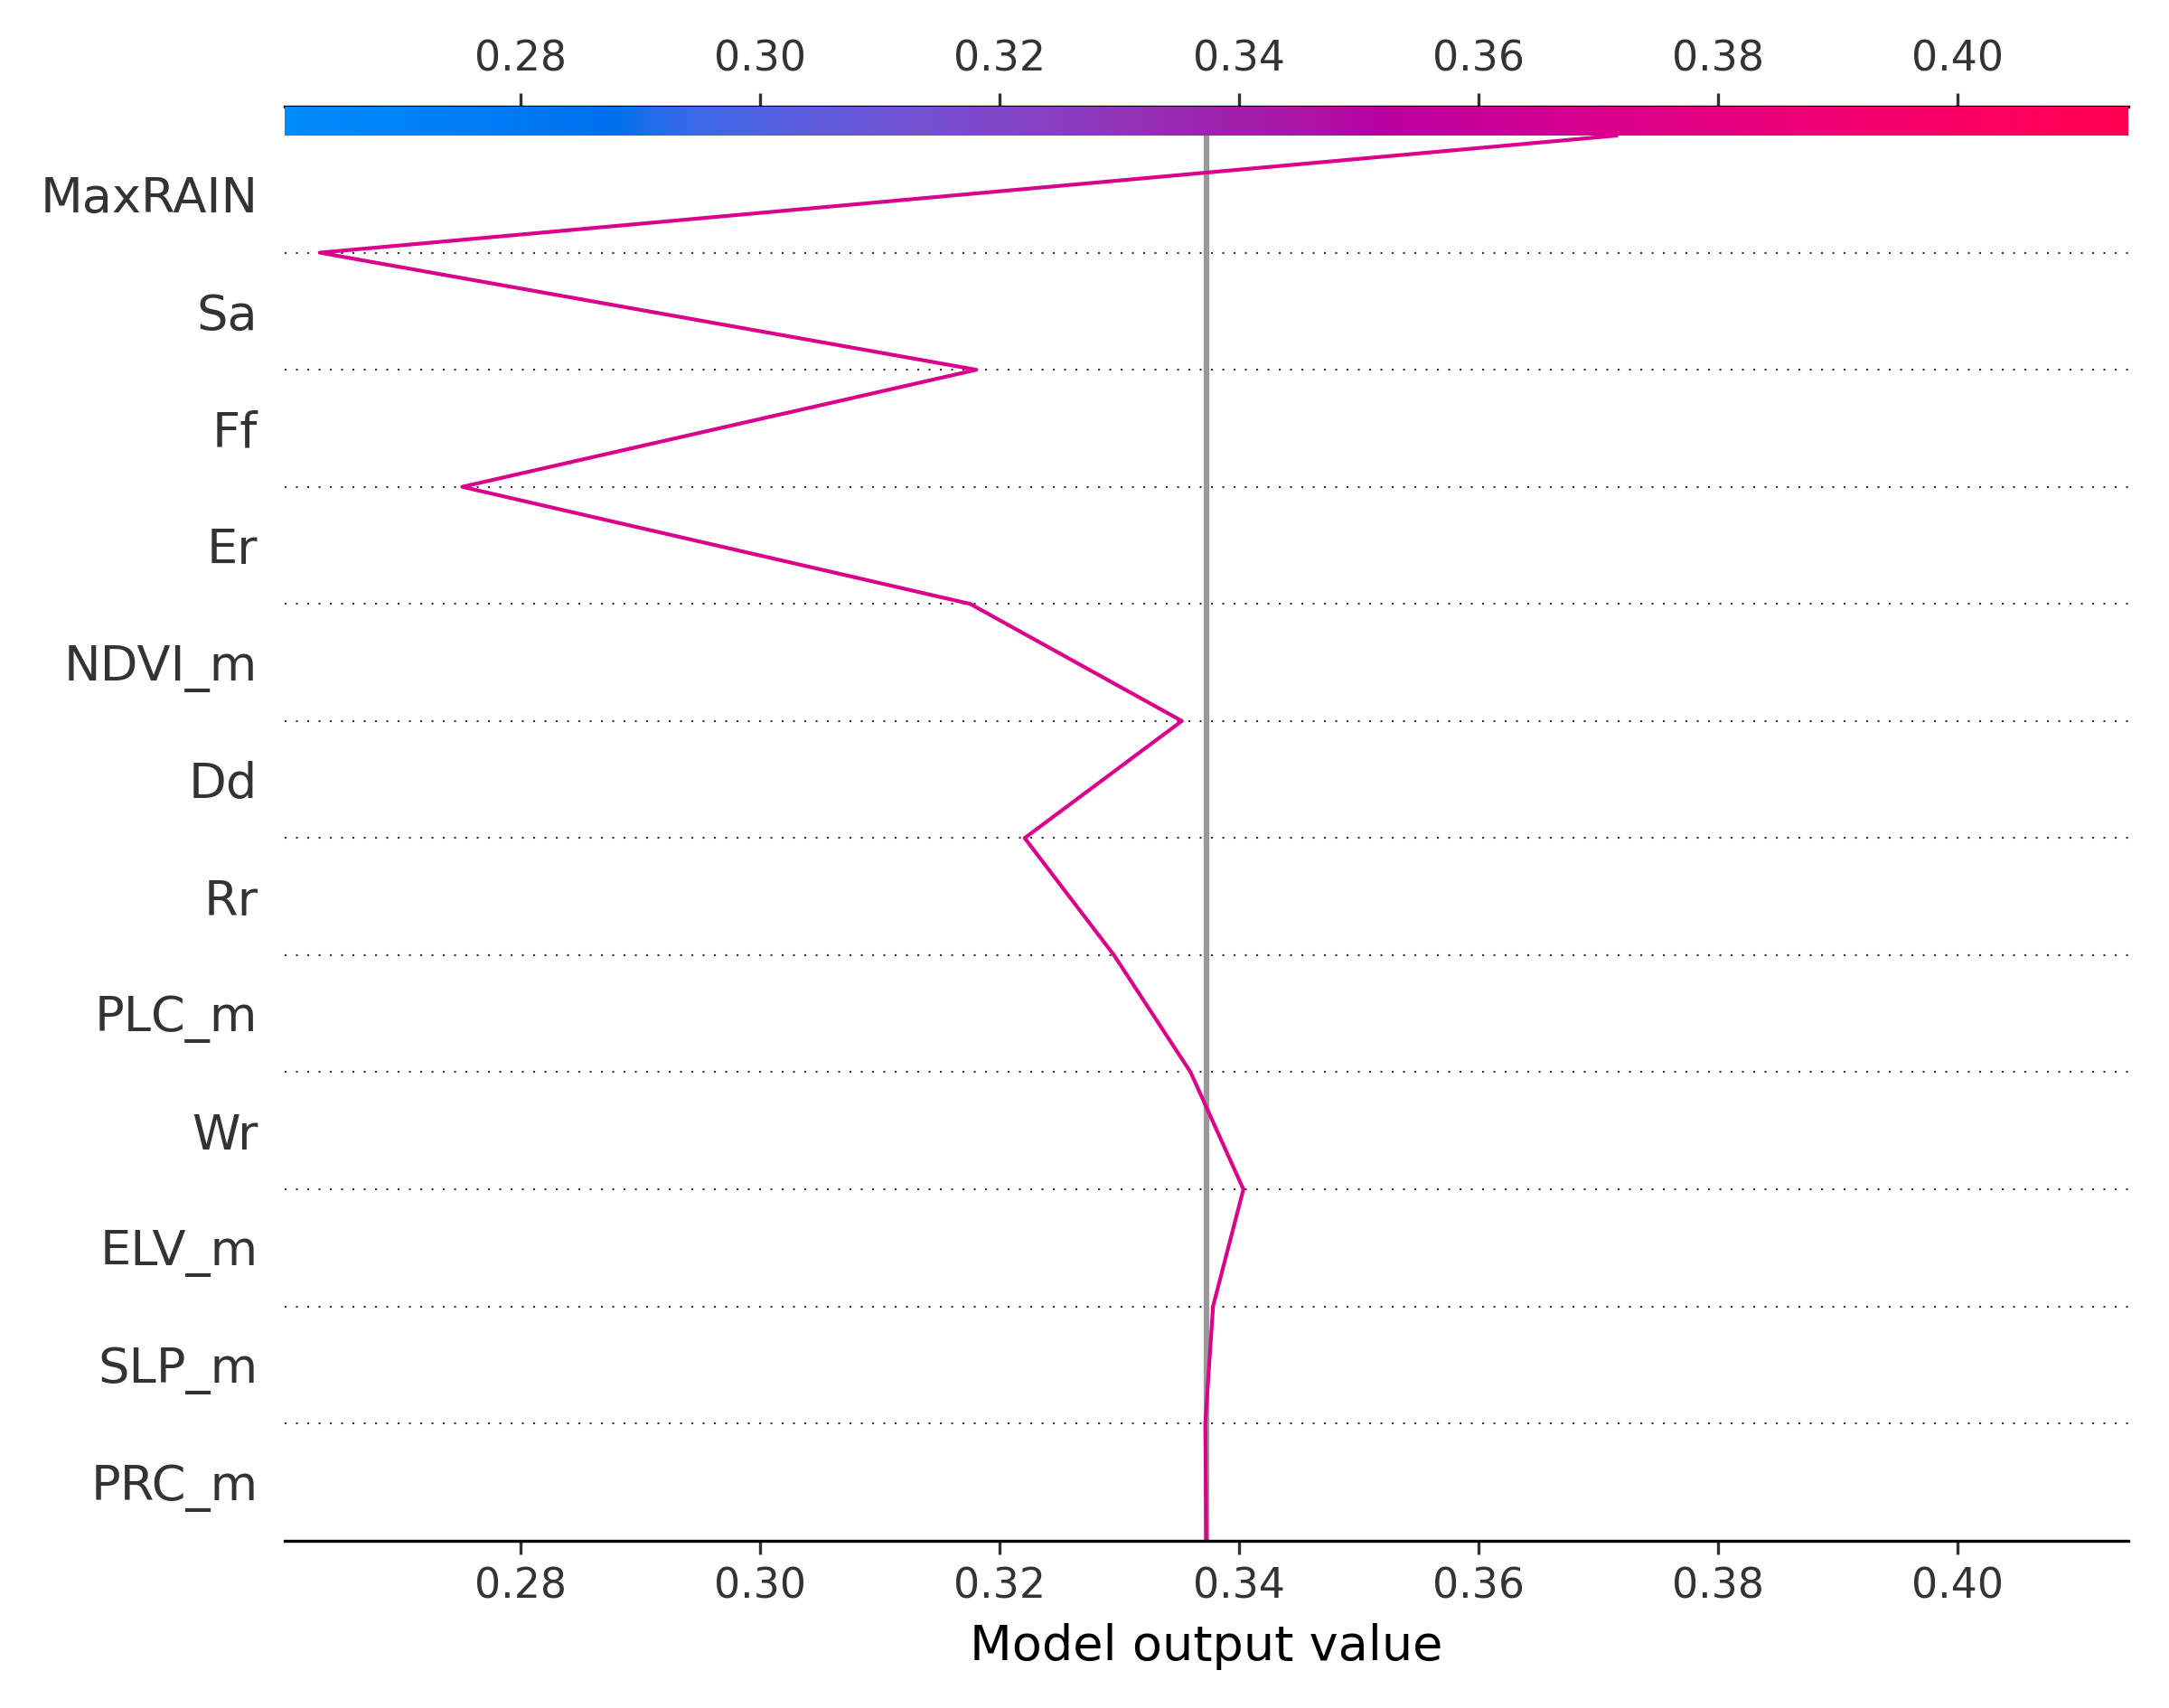 0.28 0.30 0.32 0.34 0.36 0.38 0.40
MaxRAIN
Sa
Ff
Er
NDVI_m
Dd
Rr
PLC_m
Wr
ELV_m
SLP_m
PRC_m
0.28 0.30 0.32 0.34 0.36 0.38 0.40
Model output value